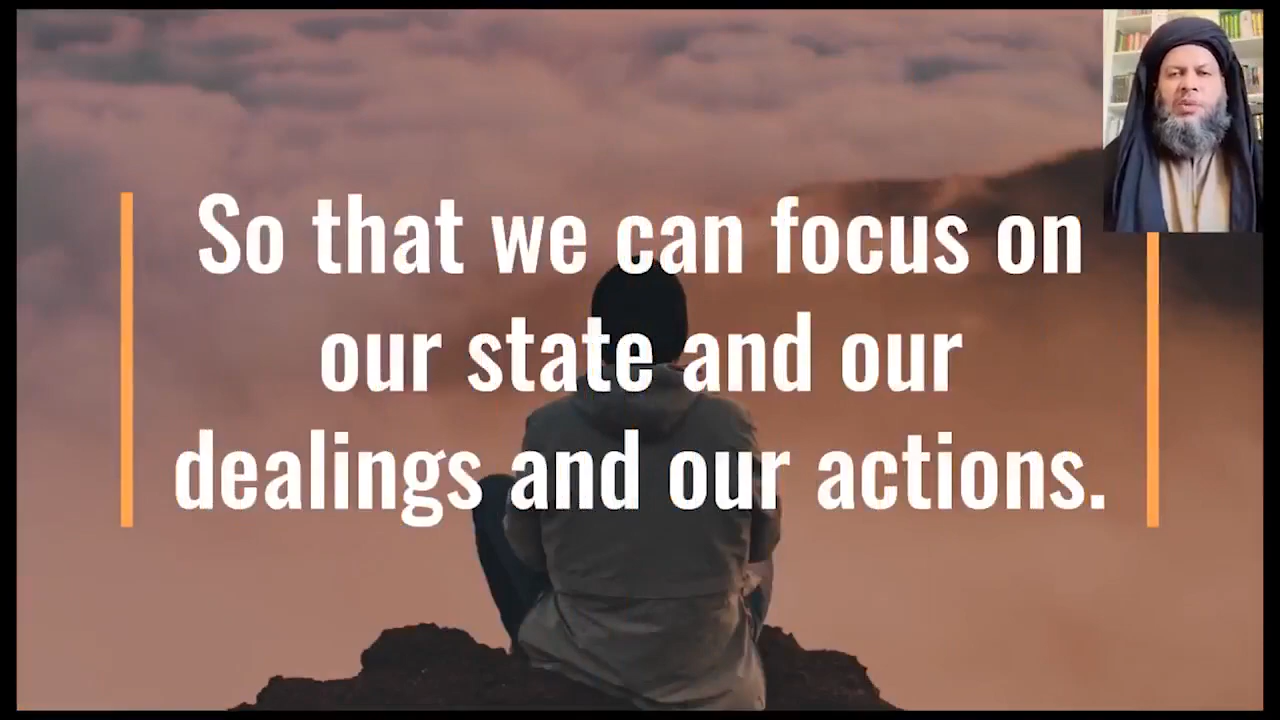 So that we can focus on
our state and our
dealings and our actions.